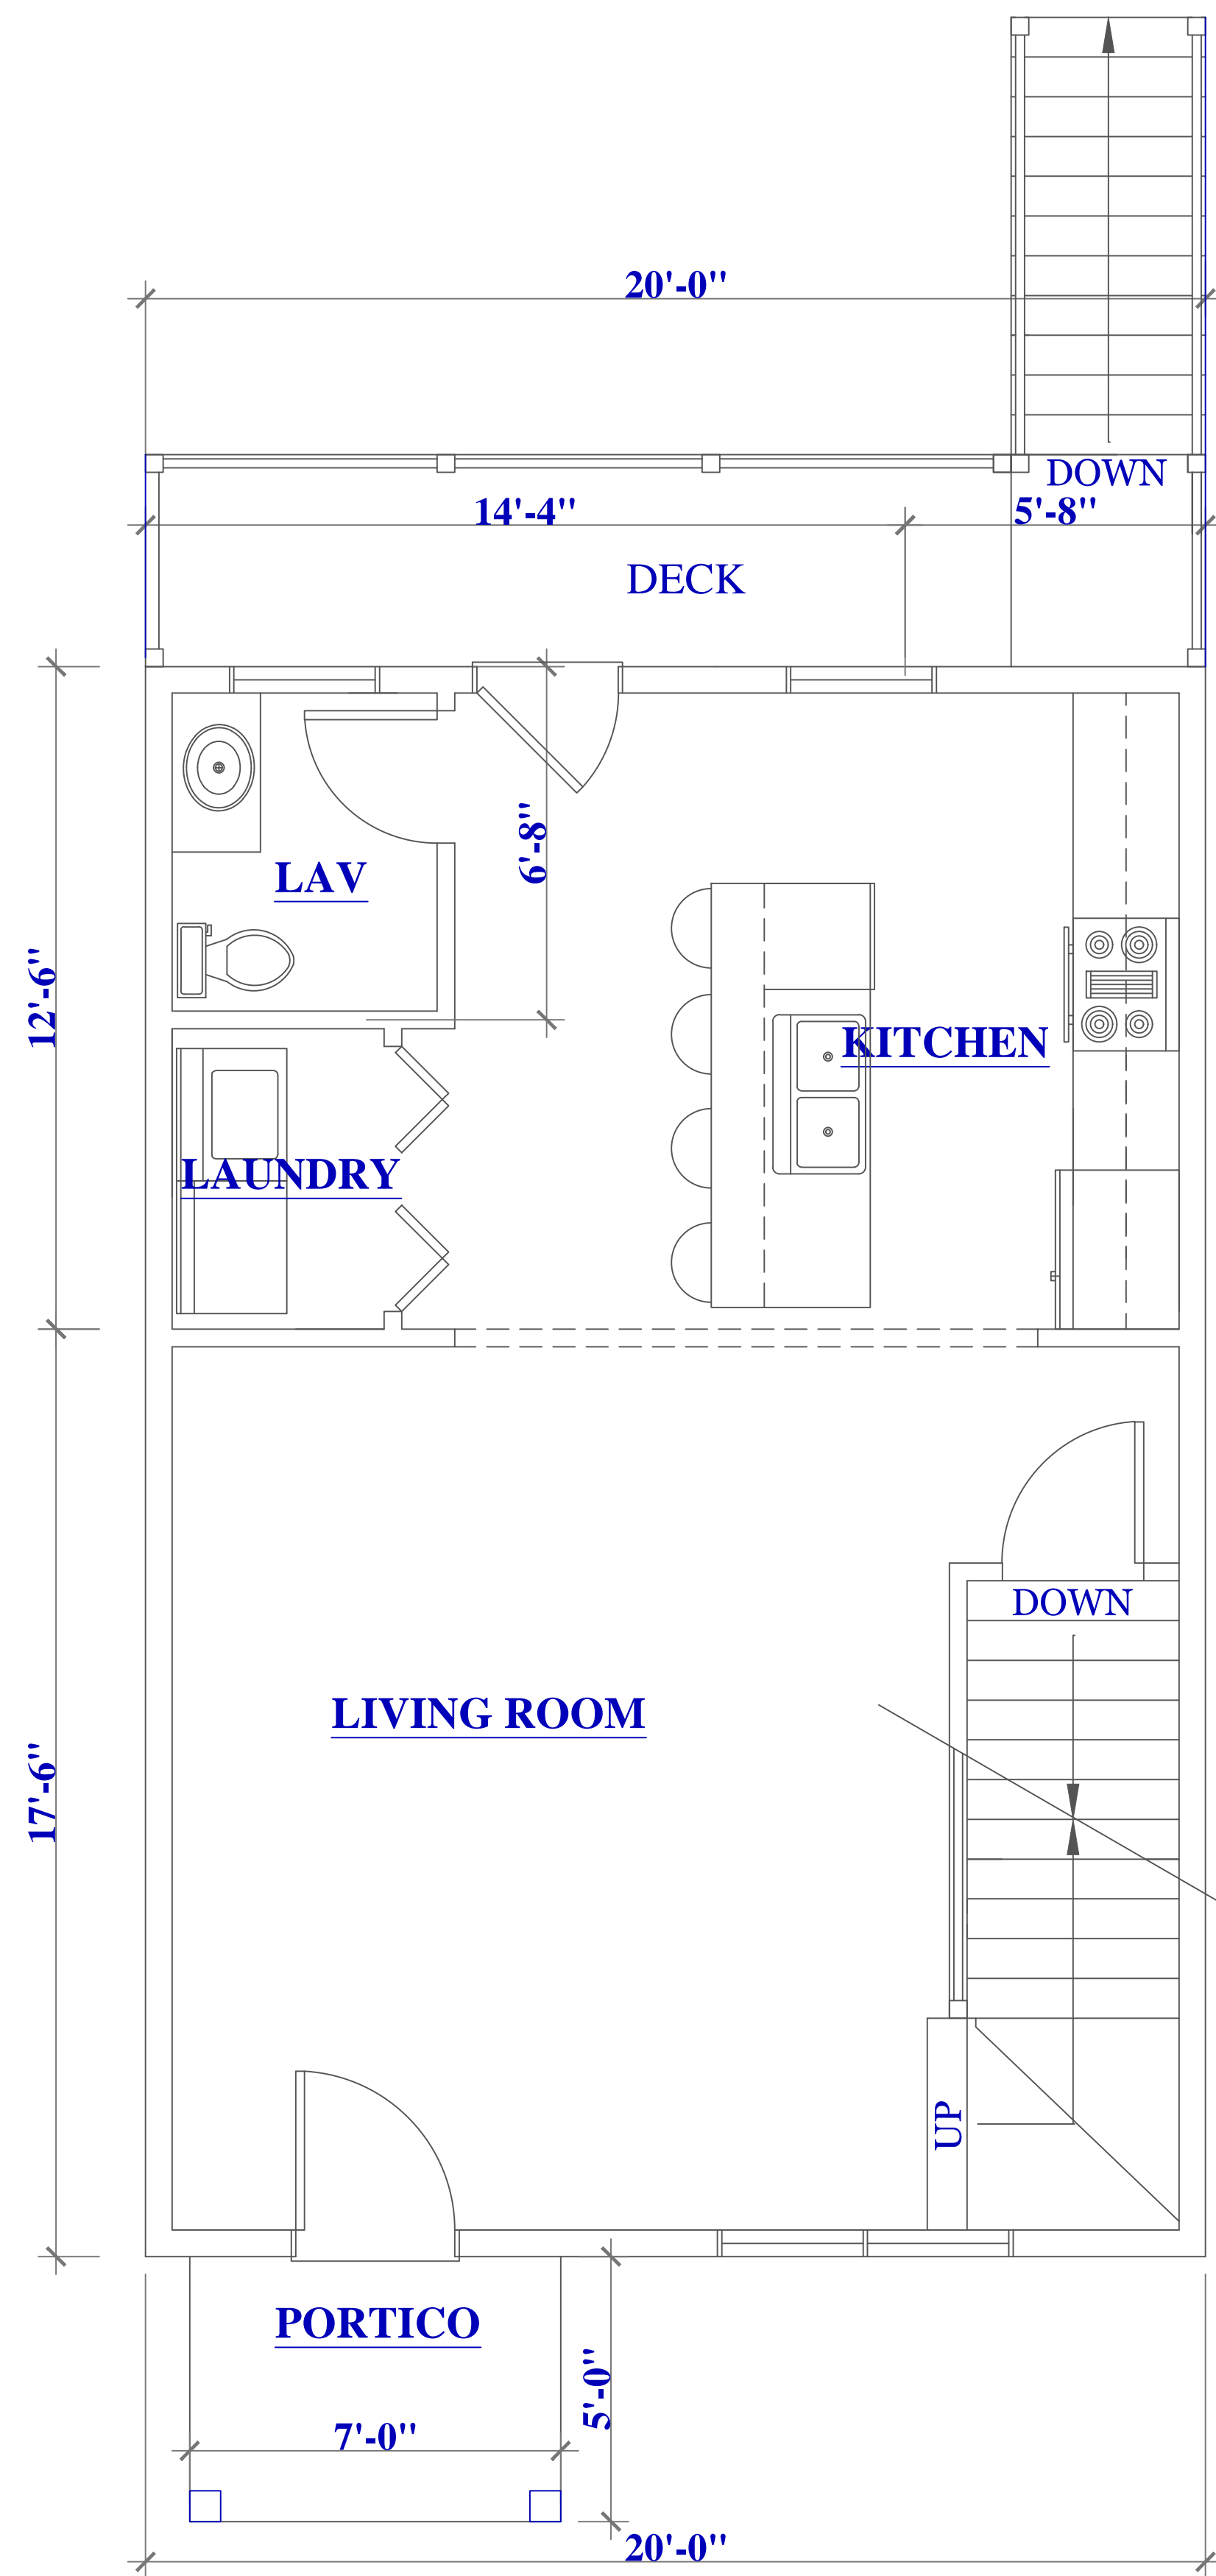 20'-0"
DOWN
14'-4"
5'-8"
DECK
6'-8"
LAV
12'-6"
KITCHEN
LAUNDRY
DOWN
LIVING ROOM
17'-6"
UP
PORTICO
5'-0"
7'-0"
20'-0"